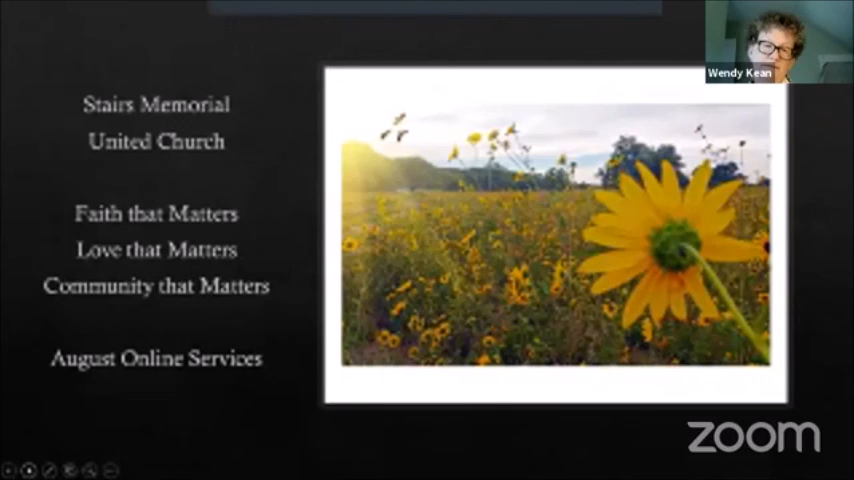 Stairs Memorial
United Church
Faith that Matters
Love that Matters
Community that Matters
August Online Services
Wendy Kean
zoom